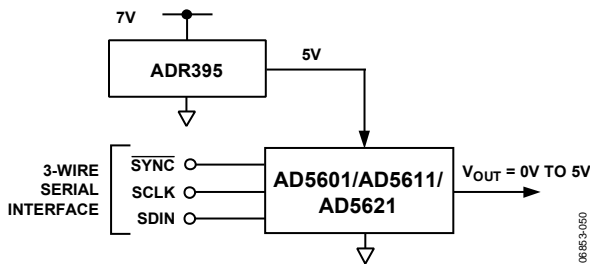 7V
ADR395
5V
3-WIRE
SERIAL
INTERFACE
SYNC
SCLK
SDIN
AD5601/AD5611/
AD5621
VOUT = 0V TO 5V
06853-050